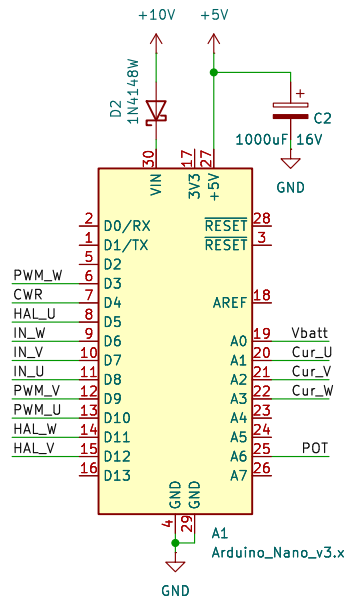 +10V
+5V
D2
1N4148W
+
C2
1000uF 16V
GND
30
17
27
VIN
3V3
+5V
2
D0/RX
RESET
28
1
D1/TX
RESET
3
5
D2
PWM_W
6
D3
CWR
7
D4
AREF
18
HAL_U
8
D5
IN_W
9
D6
A0
19
Vbatt
IN_V
10
D7
A1
20
Cur_U
IN_U
11
D8
A2
21
Cur_V
PWM_V
12
D9
A3
22
Cur_W
PWM_U
13
D10
A4
23
HAL_W
14
D11
A5
24
HAL_V
15
D12
A6
25
POT
16
D13
A7
26
GND
GND
4
29
A1
Arduino_Nano_v3.x
GND